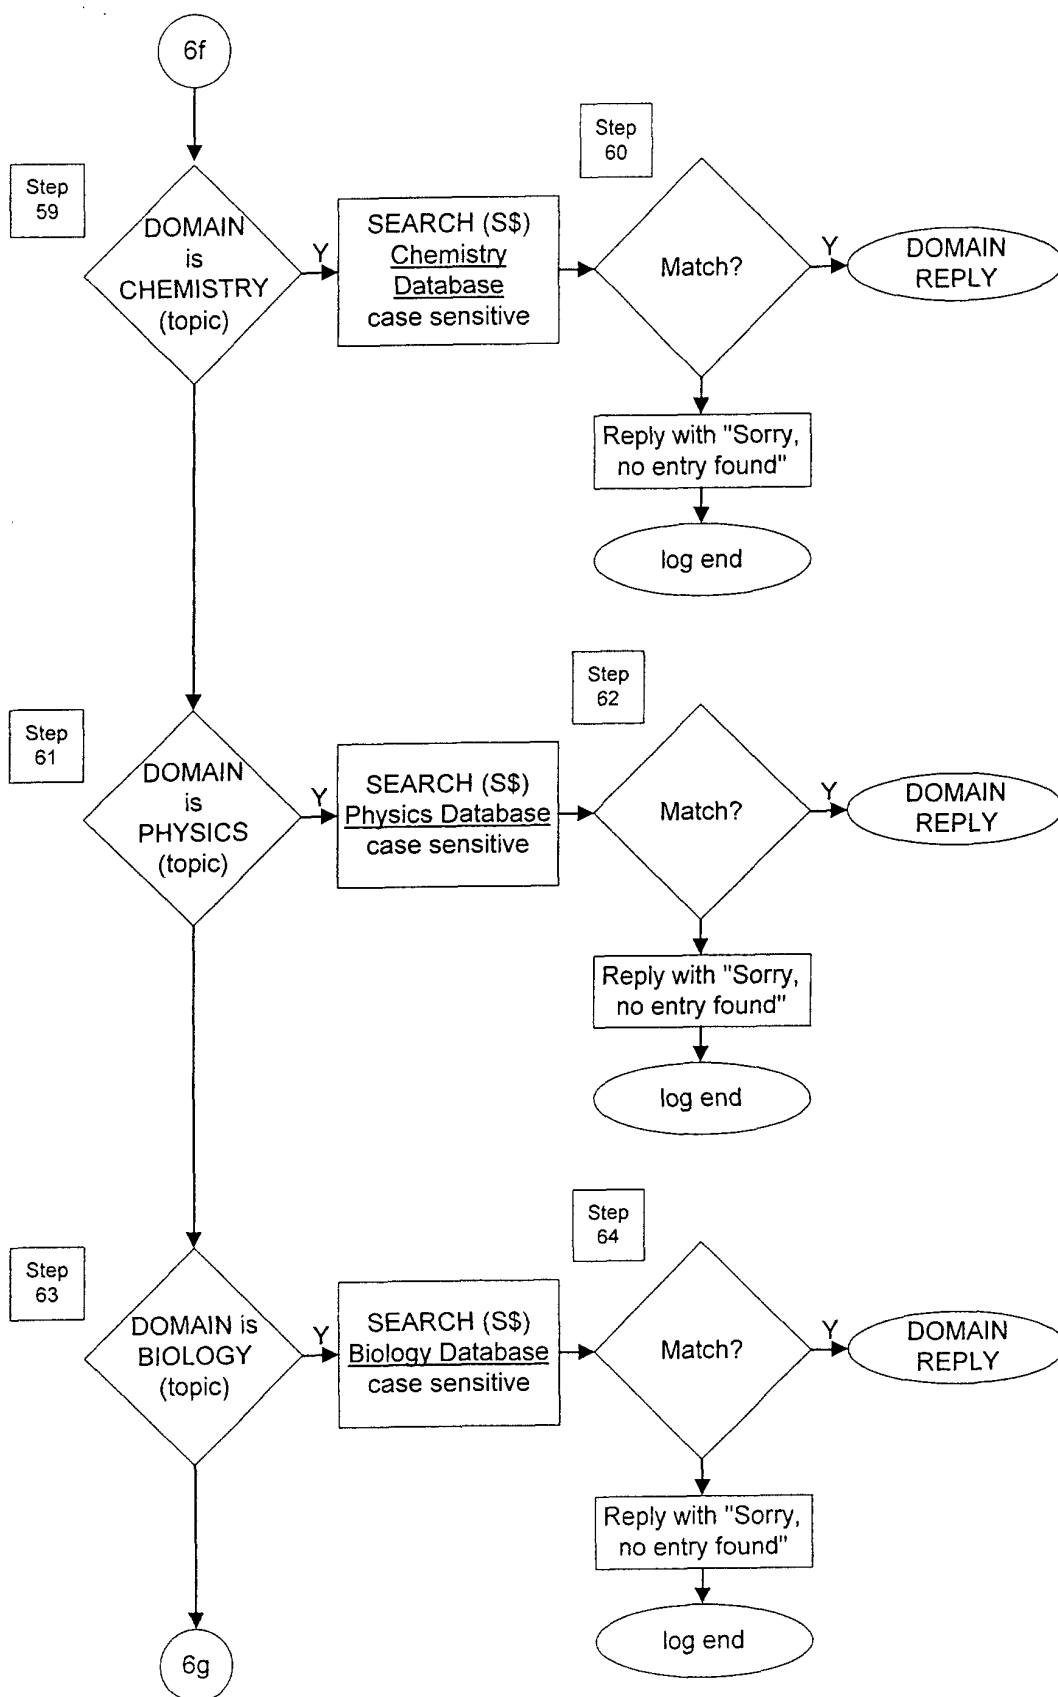 6f
Step
59
DOMAIN
is
CHEMISTRY
(topic)
Y
SEARCH (S$)
Chemistry
Database
case sensitive
Step
60
Match?
Y
DOMAIN
REPLY
Reply with "Sorry,
no entry found"
log end
Step
61
DOMAIN
is
PHYSICS
(topic)
Y
SEARCH (S$)
Physics Database
case sensitive
Step
62
Match?
Y
DOMAIN
REPLY
Reply with "Sorry,
no entry found"
log end
Step
63
DOMAIN is
BIOLOGY
(topic)
Y
SEARCH (S$)
Biology Database
case sensitive
Step
64
Match?
Y
DOMAIN
REPLY
Reply with "Sorry,
no entry found"
log end
6g